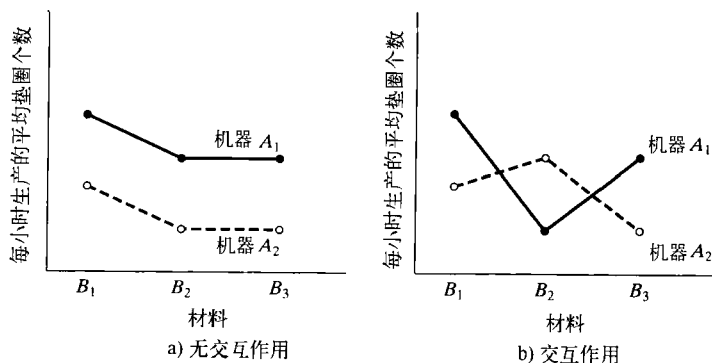 每小时生产的平均垫圈个数
机器 A₁
机器 A₂
B₁ B₂ B₃
材料
a) 无交互作用
每小时生产的平均垫圈个数
机器 A₁
机器 A₂
B₁ B₂ B₃
材料
b) 交互作用